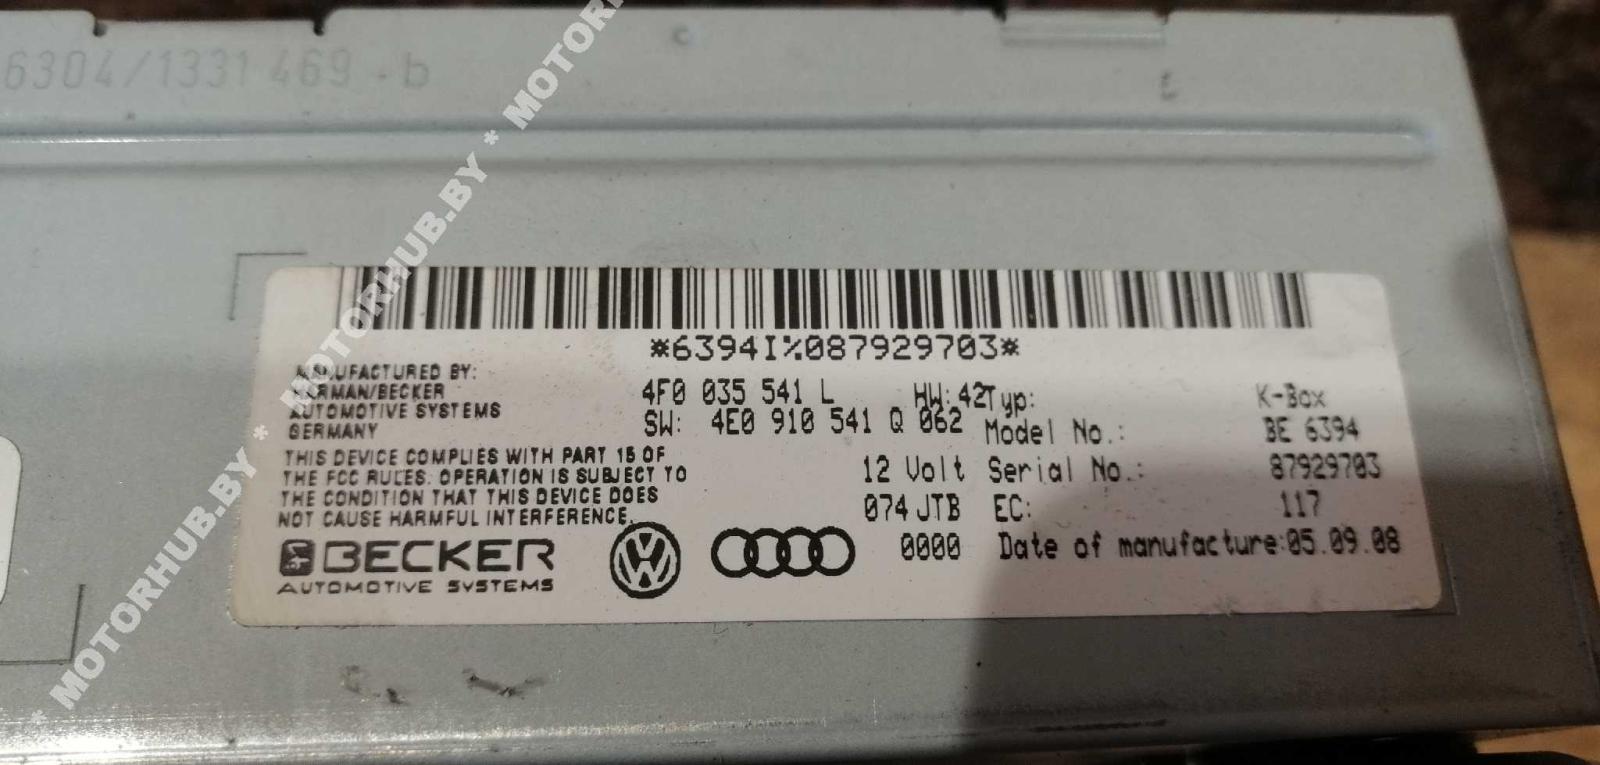 6304/1331 469 - b
*6394I%087929703*
MANUFACTURED BY:
HARMAN/BECKER
AUTOMOTIVE SYSTEMS
GERMANY
4F0 035 541 L HW:42
SW: 4E0 910 541 Q 062
Typ: K-Box
Model No.: BE 6394
12 Volt Serial No.: 87929703
074 JTB EC: 117
0000 Date of manufacture:05.09.08
THIS DEVICE COMPLIES WITH PART 15 OF
THE FCC RULES. OPERATION IS SUBJECT TO
THE CONDITION THAT THIS DEVICE DOES
NOT CAUSE HARMFUL INTERFERENCE.
BECKER
AUTOMOTIVE SYSTEMS
* MOTORHUB.BY * MOTORHUB.BY * MOTORHUB.BY * MOTORH